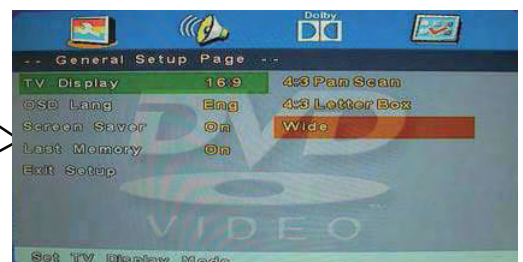 Dolby
-- General Setup Page --
TV Display 16:9 4:3 Pan Scan
OSD Lang Eng 4:3 Letter Box
Screen Saver On Wide
Last Memory On
Exit Setup
DVD
VIDEO
Set TV Display Mode